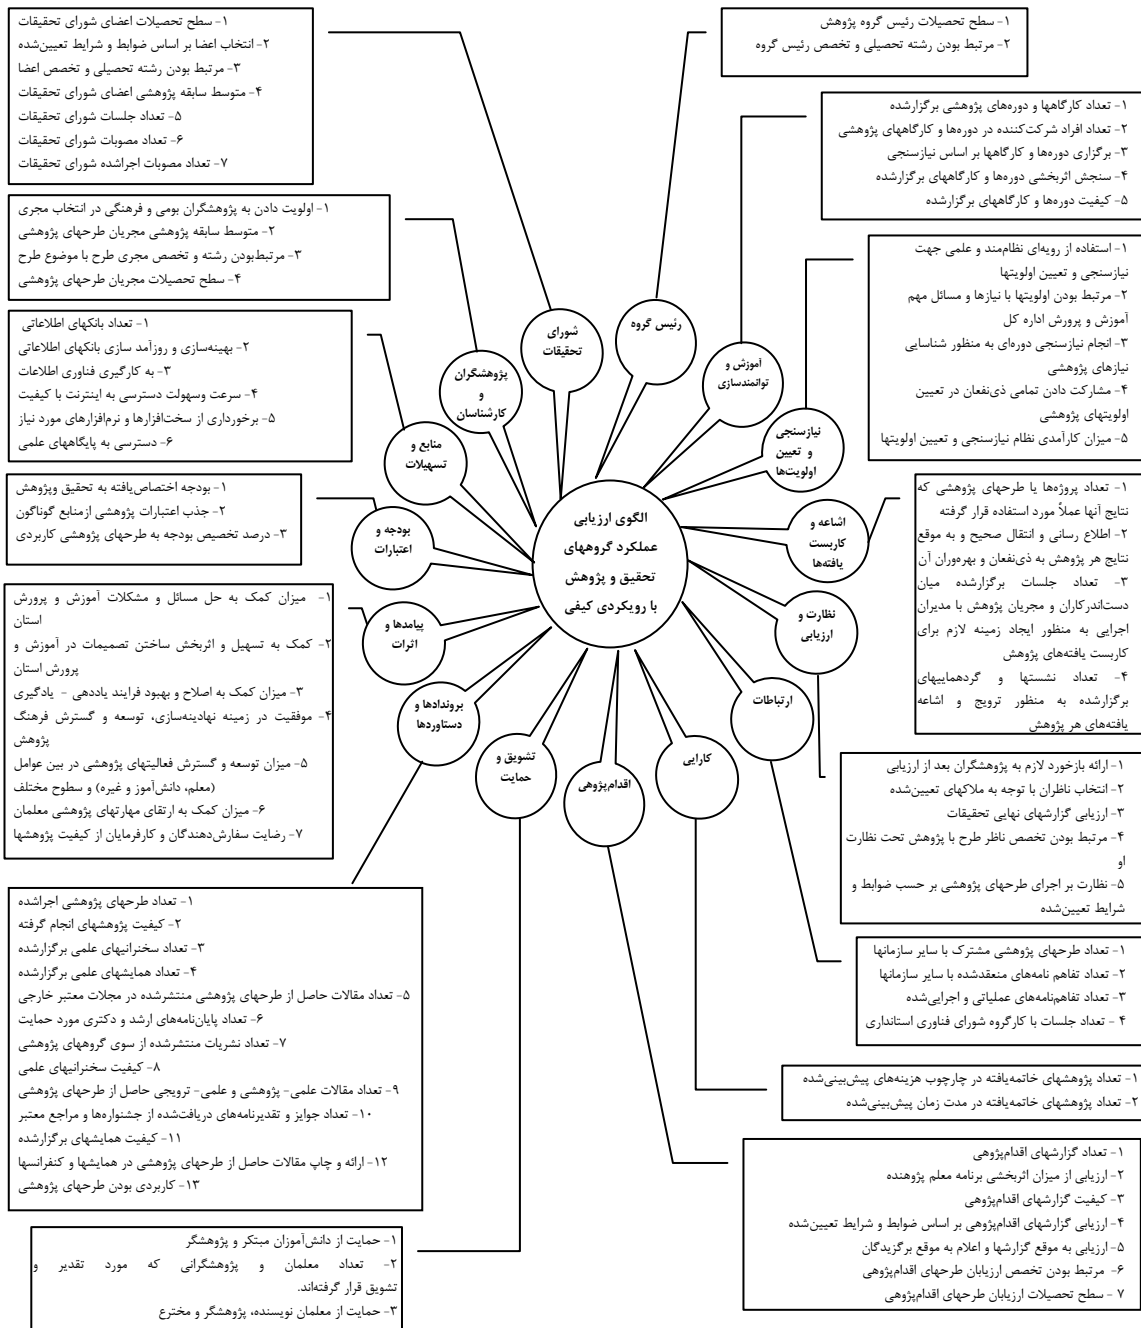 ۱- سطح تحصیلات رئیس گروه پژوهش
۲- مرتبط بودن رشته تحصیلی و تخصص رئیس گروه
۱- تعداد کارگاهها و دوره‌های پژوهشی برگزارشده
۲- تعداد افراد شرکت‌کننده در دوره‌ها و کارگاههای پژوهشی
۳- برگزاری دوره‌ها و کارگاهها بر اساس نیازسنجی
۴- سنجش اثربخشی دوره‌ها و کارگاههای برگزارشده
۵- کیفیت دوره‌ها و کارگاههای برگزارشده
۱- استفاده از رویه‌ای نظام‌مند و علمی جهت
نیازسنجی و تعیین اولویتها
۲- مرتبط بودن اولویتها با نیازها و مسائل مهم
آموزش و پرورش اداره کل
۳- انجام نیازسنجی دوره‌ای به منظور شناسایی
نیازهای پژوهشی
۴- مشارکت دادن تمامی ذی‌نفعان در تعیین
اولویتهای پژوهشی
۵- میزان کارآمدی نظام نیازسنجی و تعیین اولویتها
۱- تعداد پروژه‌ها یا طرحهای پژوهشی که
نتایج آنها عملاً مورد استفاده قرار گرفته
۲- اطلاع رسانی و انتقال صحیح و به موقع
نتایج هر پژوهش به ذی‌نفعان و بهره‌وران آن
۳- تعداد جلسات برگزارشده میان
دست‌اندرکاران و مجریان پژوهش با مدیران
اجرایی به منظور ایجاد زمینه لازم برای
کاربست یافته‌های پژوهش
۴- تعداد نشستها و گردهماییهای
برگزارشده به منظور ترویج و اشاعه
یافته‌های هر پژوهش
۱- ارائه بازخورد لازم به پژوهشگران بعد از ارزیابی
۲- انتخاب ناظران با توجه به ملاکهای تعیین‌شده
۳- ارزیابی گزارشهای نهایی تحقیقات
۴- مرتبط بودن تخصص ناظر طرح با پژوهش تحت نظارت
او
۵- نظارت بر اجرای طرحهای پژوهشی بر حسب ضوابط و
شرایط تعیین‌شده
۱- تعداد طرحهای پژوهشی مشترک با سایر سازمانها
۲- تعداد تفاهم نامه‌های منعقدشده با سایر سازمانها
۳- تعداد تفاهم‌نامه‌های عملیاتی و اجرایی‌شده
۴ - تعداد جلسات با کارگروه شورای فناوری استانداری
۱- تعداد پژوهشهای خاتمه‌یافته در چارچوب هزینه‌های پیش‌بینی‌شده
۲- تعداد پژوهشهای خاتمه‌یافته در مدت زمان پیش‌بینی‌شده
۱- تعداد گزارشهای اقدام‌پژوهی
۲- ارزیابی از میزان اثربخشی برنامه معلم پژوهنده
۳- کیفیت گزارشهای اقدام‌پژوهی
۴- ارزیابی گزارشهای اقدام‌پژوهی بر اساس ضوابط و شرایط تعیین‌شده
۵- ارزیابی به موقع گزارشها و اعلام به موقع برگزیدگان
۶- مرتبط بودن تخصص ارزیابان طرحهای اقدام‌پژوهی
۷ - سطح تحصیلات ارزیابان طرحهای اقدام‌پژوهی
رئیس گروه
آموزش و
توانمندسازی
نیازسنجی
و تعیین
اولویت‌ها
اشاعه و
کاربست
یافته‌ها
نظارت و
ارزیابی
ارتباطات
کارایی
اقدام‌پژوهی
تشویق و
حمایت
بروندادها و
دستاوردها
پیامدها و
اثرات
بودجه و
اعتبارات
منابع و
تسهیلات
پژوهشگران
و
کارشناسان
شورای
تحقیقات
الگوی ارزیابی
عملکرد گروههای
تحقیق و پژوهش
با رویکردی کیفی
۱- سطح تحصیلات اعضای شورای تحقیقات
۲- انتخاب اعضا بر اساس ضوابط و شرایط تعیین‌شده
۳- مرتبط بودن رشته تحصیلی و تخصص اعضا
۴- متوسط سابقه پژوهشی اعضای شورای تحقیقات
۵- تعداد جلسات شورای تحقیقات
۶- تعداد مصوبات شورای تحقیقات
۷- تعداد مصوبات اجراشده شورای تحقیقات
۱- اولویت دادن به پژوهشگران بومی و فرهنگی در انتخاب مجری
۲- متوسط سابقه پژوهشی مجریان طرحهای پژوهشی
۳- مرتبط‌بودن رشته و تخصص مجری طرح با موضوع طرح
۴- سطح تحصیلات مجریان طرحهای پژوهشی
۱- تعداد بانکهای اطلاعاتی
۲- بهینه‌سازی و روزآمد سازی بانکهای اطلاعاتی
۳- به کارگیری فناوری اطلاعات
۴- سرعت وسهولت دسترسی به اینترنت با کیفیت
۵- برخورداری از سخت‌افزارها و نرم‌افزارهای مورد نیاز
۶- دسترسی به پایگاههای علمی
۱- بودجه اختصاص‌یافته به تحقیق وپژوهش
۲- جذب اعتبارات پژوهشی ازمنابع گوناگون
۳- درصد تخصیص بودجه به طرحهای پژوهشی کاربردی
۱- میزان کمک به حل مسائل و مشکلات آموزش و پرورش
استان
۲- کمک به تسهیل و اثربخش ساختن تصمیمات در آموزش و
پرورش استان
۳- میزان کمک به اصلاح و بهبود فرایند یاددهی - یادگیری
۴- موفقیت در زمینه نهادینه‌سازی، توسعه و گسترش فرهنگ
پژوهش
۵- میزان توسعه و گسترش فعالیتهای پژوهشی در بین عوامل
(معلم، دانش‌آموز و غیره) و سطوح مختلف
۶- میزان کمک به ارتقای مهارتهای پژوهشی معلمان
۷- رضایت سفارش‌دهندگان و کارفرمایان از کیفیت پژوهشها
۱- تعداد طرحهای پژوهشی اجراشده
۲- کیفیت پژوهشهای انجام گرفته
۳- تعداد سخنرانیهای علمی برگزارشده
۴- تعداد همایشهای علمی برگزارشده
۵- تعداد مقالات حاصل از طرحهای پژوهشی منتشرشده در مجلات معتبر خارجی
۶- تعداد پایان‌نامه‌های ارشد و دکتری مورد حمایت
۷- تعداد نشریات منتشرشده از سوی گروههای پژوهشی
۸- کیفیت سخنرانیهای علمی
۹- تعداد مقالات علمی- پژوهشی و علمی- ترویجی حاصل از طرحهای پژوهشی
۱۰- تعداد جوایز و تقدیرنامه‌های دریافت‌شده از جشنواره‌ها و مراجع معتبر
۱۱- کیفیت همایشهای برگزارشده
۱۲- ارائه و چاپ مقالات حاصل از طرحهای پژوهشی در همایشها و کنفرانسها
۱۳- کاربردی بودن طرحهای پژوهشی
۱- حمایت از دانش‌آموزان مبتکر و پژوهشگر
۲- تعداد معلمان و پژوهشگرانی که مورد تقدیر و
تشویق قرار گرفته‌اند.
۳- حمایت از معلمان نویسنده، پژوهشگر و مخترع